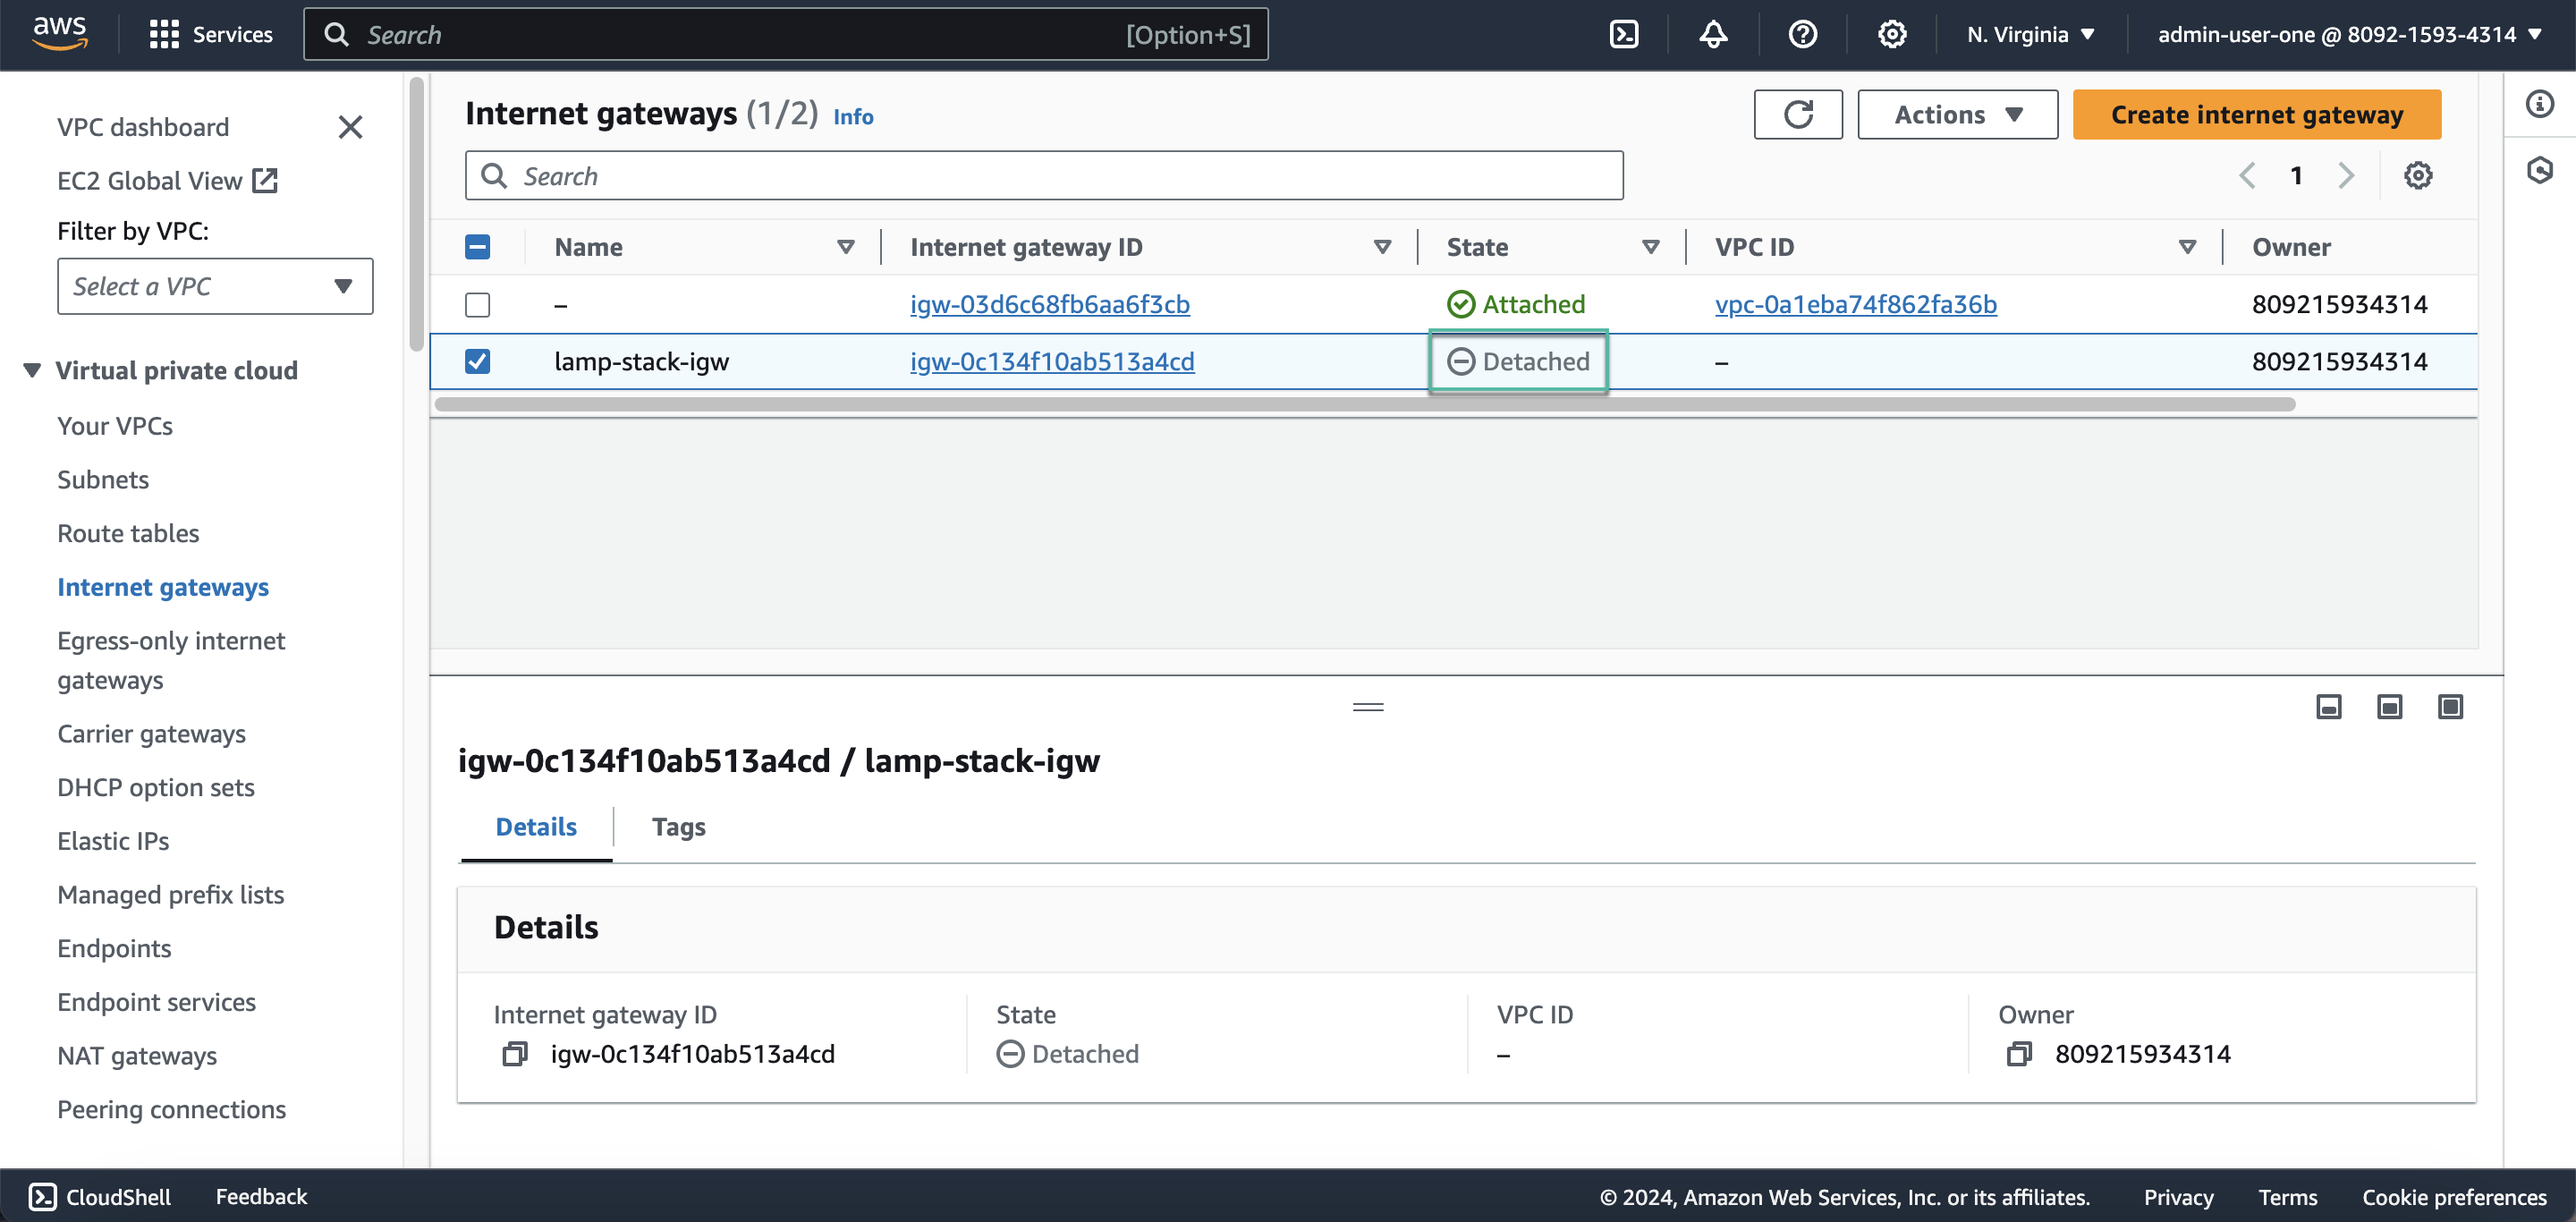 aws
Services
Search
[Option+S]
N. Virginia
admin-user-one @ 8092-1593-4314
VPC dashboard
EC2 Global View
Filter by VPC:
Select a VPC
Virtual private cloud
Your VPCs
Subnets
Route tables
Internet gateways
Egress-only internet
gateways
Carrier gateways
DHCP option sets
Elastic IPs
Managed prefix lists
Endpoints
Endpoint services
NAT gateways
Peering connections
Internet gateways (1/2) Info
Actions
Create internet gateway
Search
1
Name Internet gateway ID State VPC ID Owner
– igw-03d6c68fb6aa6f3cb Attached vpc-0a1eba74f862fa36b 809215934314
lamp-stack-igw igw-0c134f10ab513a4cd Detached – 809215934314
igw-0c134f10ab513a4cd / lamp-stack-igw
Details
Tags
Details
Internet gateway ID State VPC ID Owner
igw-0c134f10ab513a4cd Detached – 809215934314
CloudShell
Feedback
© 2024, Amazon Web Services, Inc. or its affiliates.
Privacy
Terms
Cookie preferences